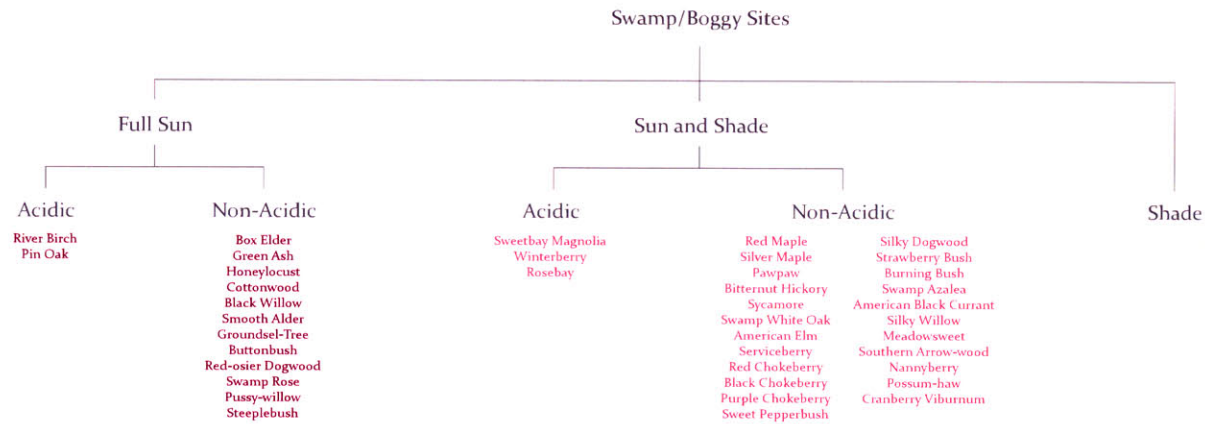 Swamp/Boggy Sites
Full Sun
Sun and Shade
Acidic
Non-Acidic
Acidic
Non-Acidic
Shade
River Birch
Pin Oak
Box Elder
Green Ash
Honeylocust
Cottonwood
Black Willow
Smooth Alder
Groundsel-Tree
Buttonbush
Red-osier Dogwood
Swamp Rose
Pussy-willow
Steeplebush
Sweetbay Magnolia
Winterberry
Rosebay
Red Maple
Silver Maple
Pawpaw
Bitternut Hickory
Sycamore
Swamp White Oak
American Elm
Serviceberry
Red Chokeberry
Black Chokeberry
Purple Chokeberry
Sweet Pepperbush
Silky Dogwood
Strawberry Bush
Burning Bush
Swamp Azalea
American Black Currant
Silky Willow
Meadowsweet
Southern Arrow-wood
Nannyberry
Possum-haw
Cranberry Viburnum